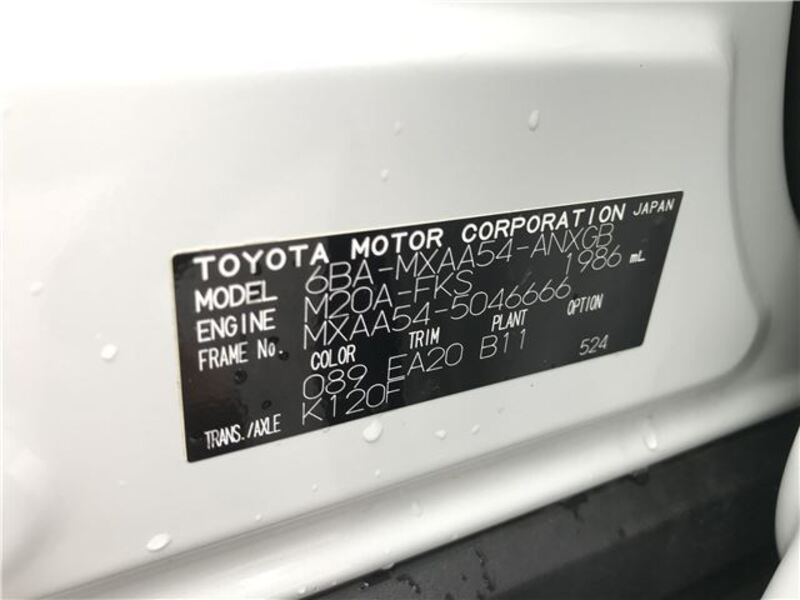 TOYOTA MOTOR CORPORATION JAPAN
MODEL 6BA-MXAA54-ANXGB
ENGINE M20A-FKS 1986 mL
FRAME No. MXAA54-5046666
COLOR TRIM PLANT OPTION
089 EA20 B11 524
TRANS./AXLE K120F